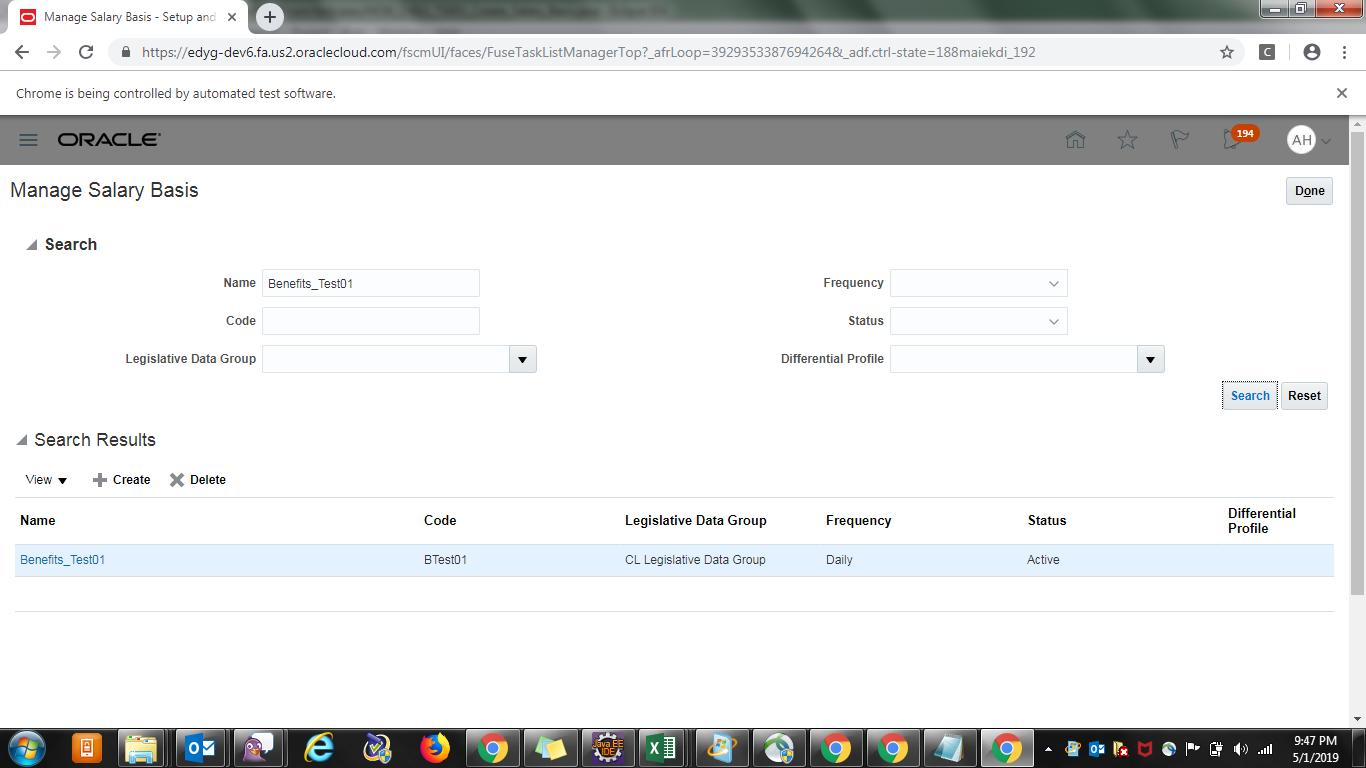 Manage Salary Basis - Setup and
https://edyg-dev6.fa.us2.oraclecloud.com/fscmUI/faces/FuseTaskListManagerTop?_afrLoop=39293533876944264&_adf.ctrl-state=188maiekdi_192
C
Chrome is being controlled by automated test software.
ORACLE
194
AH
Manage Salary Basis
Done
Search
Name Benefits_Test01 Frequency
Code Status
Legislative Data Group Differential Profile
Search Reset
Search Results
View Create Delete
Name Code Legislative Data Group Frequency Status Differential Profile
Benefits_Test01 BTest01 CL Legislative Data Group Daily Active
Java EE
IDE
9:47 PM
5/1/2019